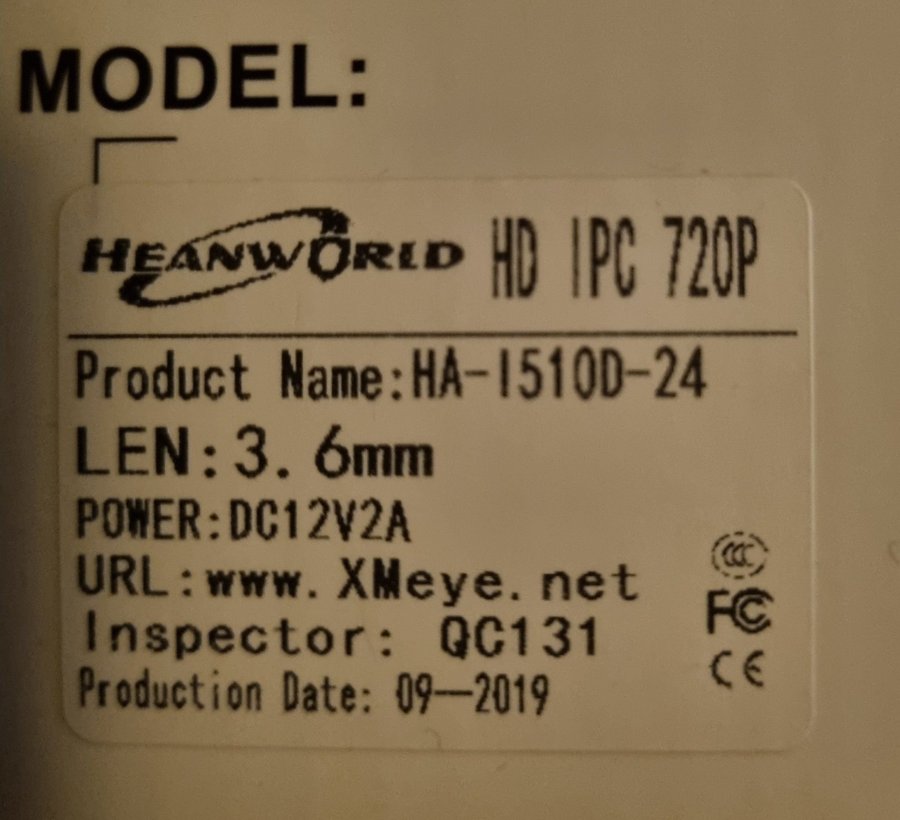 MODEL:
HEANWORLD HD IPC 720P
Product Name:HA-I510D-24
LEN:3.6mm
POWER:DC12V2A
URL:www.XMeye.net
Inspector: QC131
Production Date: 09—2019
CCC
FC
CE